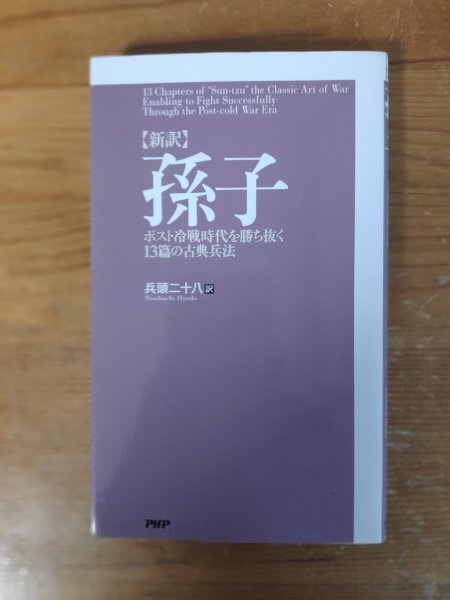 13 Chapters of "Sun-tzu" the Classic Art of War
Enabling to Fight Successfully
Through the Post-cold War Era
【新訳】
孫子
ポスト冷戦時代を勝ち抜く
13篇の古典兵法
兵頭二十八 訳
Nisohachi Hyodo
PHP